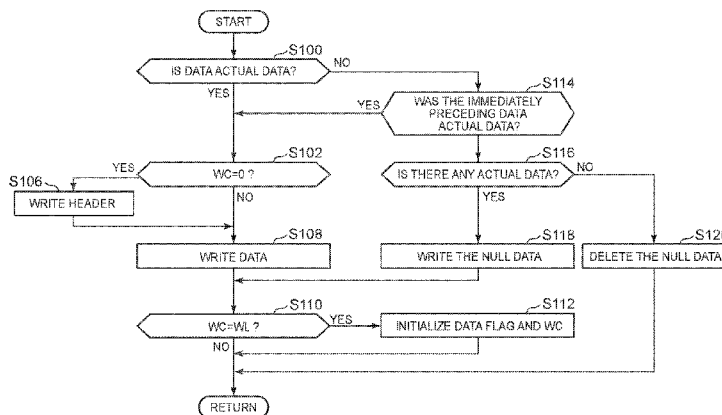 START
S100
IS DATA ACTUAL DATA?
NO
YES
S114
WAS THE IMMEDIATELY
PRECEDING DATA
ACTUAL DATA?
YES
S102
WC=0 ?
YES
NO
S106
WRITE HEADER
S116
IS THERE ANY ACTUAL DATA?
NO
YES
S108
WRITE DATA
S118
WRITE THE NULL DATA
DELETE THE NULL DATA
S110
WC=WL ?
YES
NO
S112
INITIALIZE DATA FLAG AND WC
RETURN